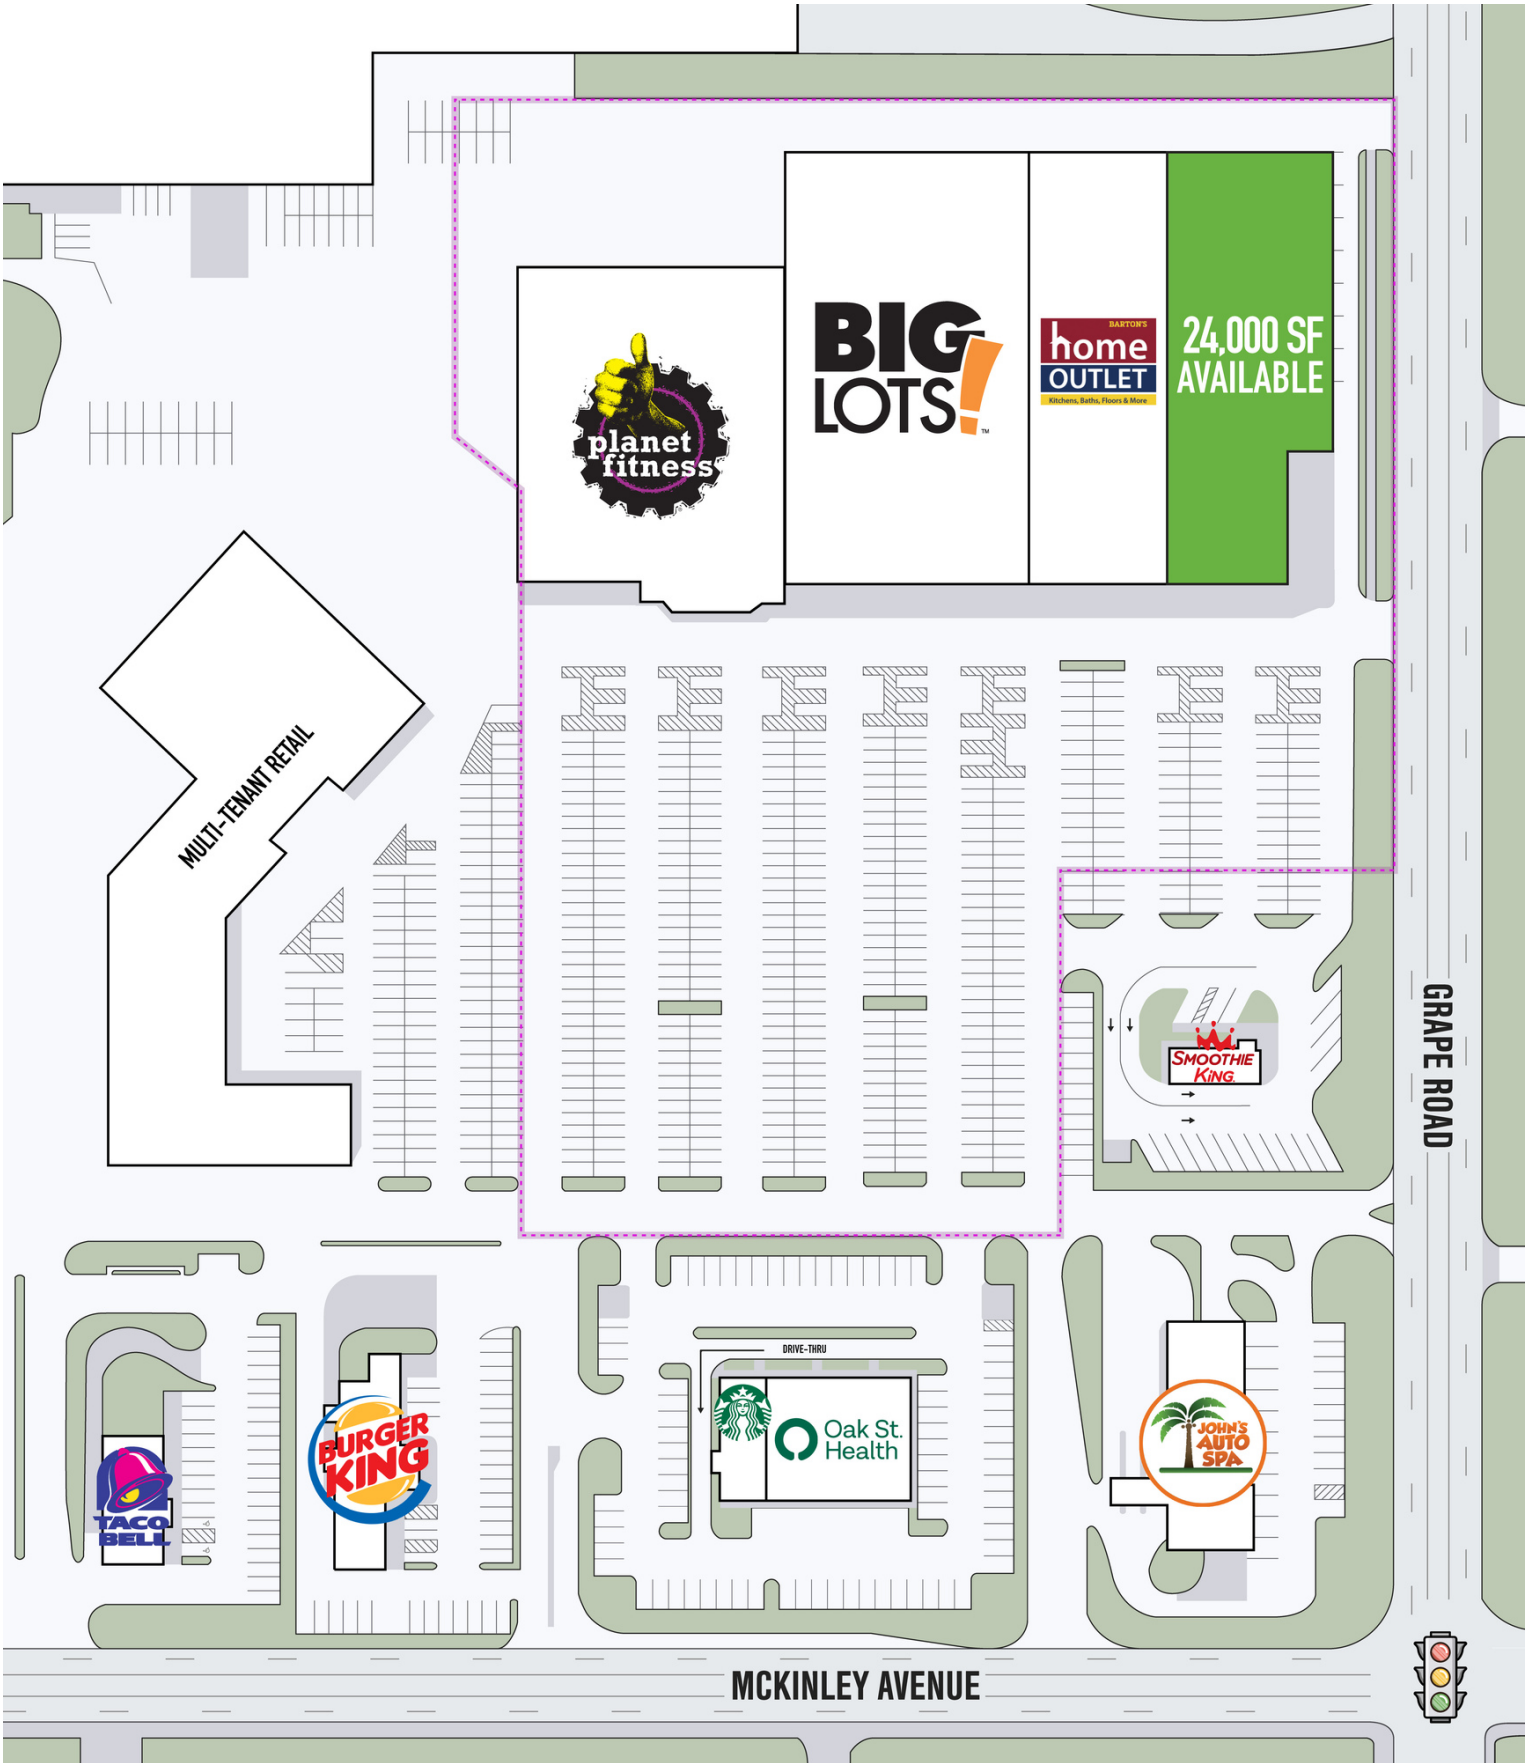 BIG
LOTS!
™
BARTON'S
home
OUTLET
Kitchens, Baths, Floors & More
24,000 SF
AVAILABLE
planet
fitness
MULTI-TENANT RETAIL
SMOOTHIE
KING
GRAPE ROAD
DRIVE-THRU
TACO
BELL
BURGER
KING
Oak St.
Health
JOHN'S
AUTO
SPA
MCKINLEY AVENUE